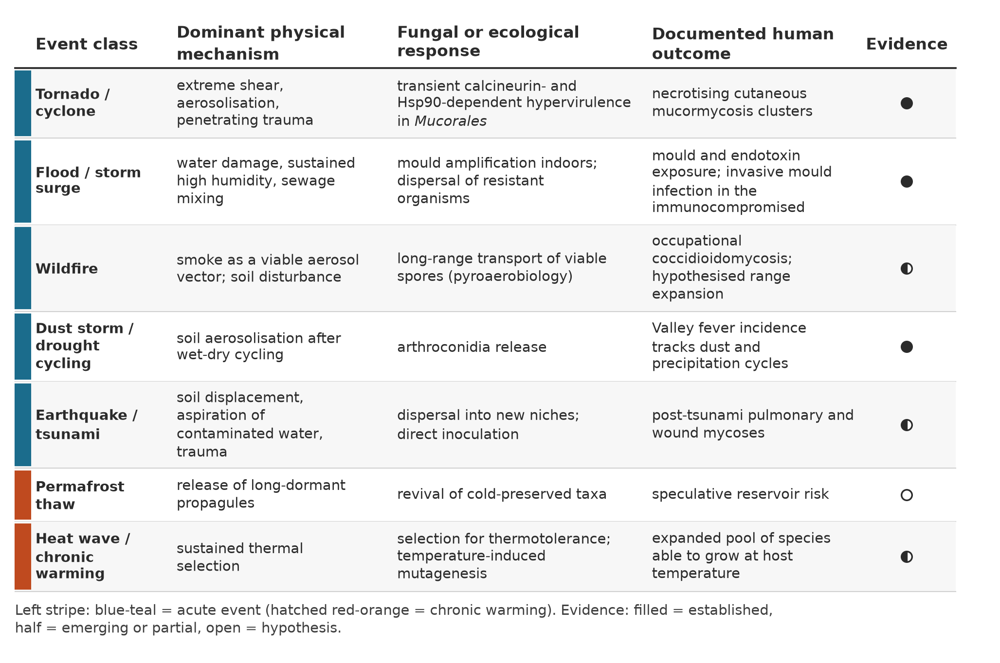 Event class
Dominant physical
mechanism
Fungal or ecological
response
Documented human
outcome
Evidence
Tornado /
cyclone
extreme shear,
aerosolisation,
penetrating trauma
transient calcineurin- and
Hsp90-dependent hypervirulence
in Mucorales
necrotising cutaneous
mucormycosis clusters
Flood / storm
surge
water damage, sustained
high humidity, sewage
mixing
mould amplification indoors;
dispersal of resistant
organisms
mould and endotoxin
exposure; invasive mould
infection in the
immunocompromised
Wildfire
smoke as a viable aerosol
vector; soil disturbance
long-range transport of viable
spores (pyroaerobiology)
occupational
coccidioidomycosis;
hypothesised range
expansion
Dust storm /
drought
cycling
soil aerosolisation after
wet-dry cycling
arthroconidia release
Valley fever incidence
tracks dust and
precipitation cycles
Earthquake /
tsunami
soil displacement,
aspiration of
contaminated water,
trauma
dispersal into new niches;
direct inoculation
post-tsunami pulmonary and
wound mycoses
Permafrost
thaw
release of long-dormant
propagules
revival of cold-preserved taxa
speculative reservoir risk
Heat wave /
chronic
warming
sustained thermal
selection
selection for thermotolerance;
temperature-induced
mutagenesis
expanded pool of species
able to grow at host
temperature
Left stripe: blue-teal = acute event (hatched red-orange = chronic warming). Evidence: filled = established,
half = emerging or partial, open = hypothesis.